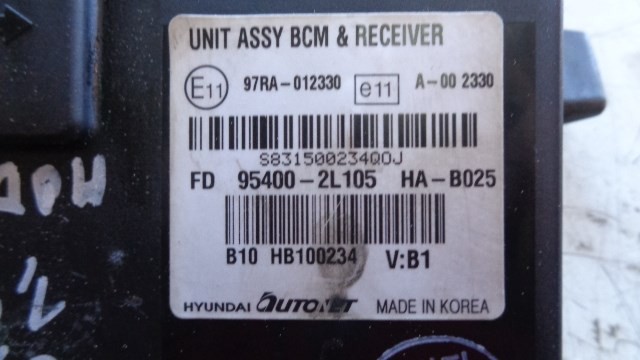 UNIT ASSY BCM & RECEIVER
E11 97RA-012330 e11 A-00 2330
S831500234QOJ
FD 95400-2L105 HA-B025
B10 HB100234 V:B1
HYUNDAI AUTONET MADE IN KOREA